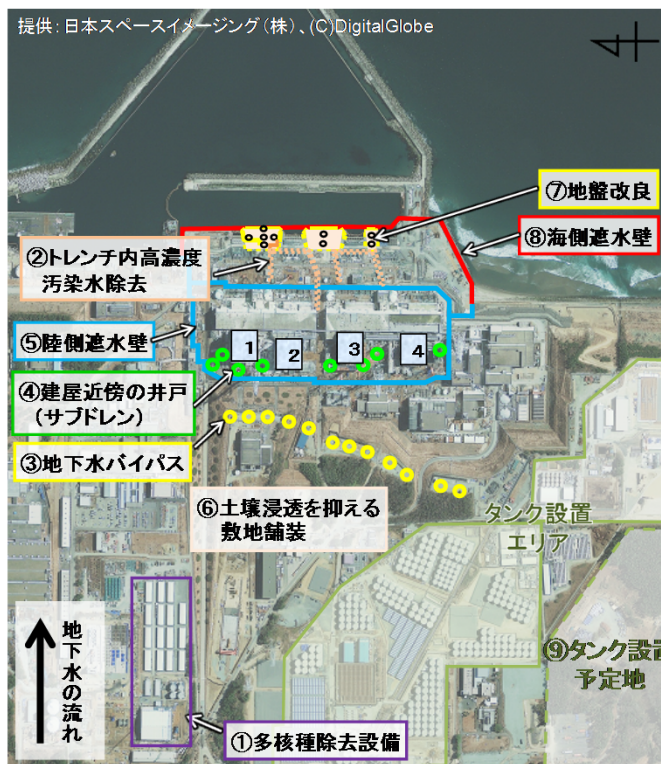 提供：日本スペースイメージング（株）、(C)DigitalGlobe
⑦地盤改良
⑧海側遮水壁
②トレンチ内高濃度
汚染水除去
⑤陸側遮水壁
1
2
3
4
④建屋近傍の井戸
（サブドレン）
③地下水バイパス
⑥土壌浸透を抑える
敷地舗装
タンク設置
エリア
地下水の流れ
⑨タンク設置
予定地
①多核種除去設備